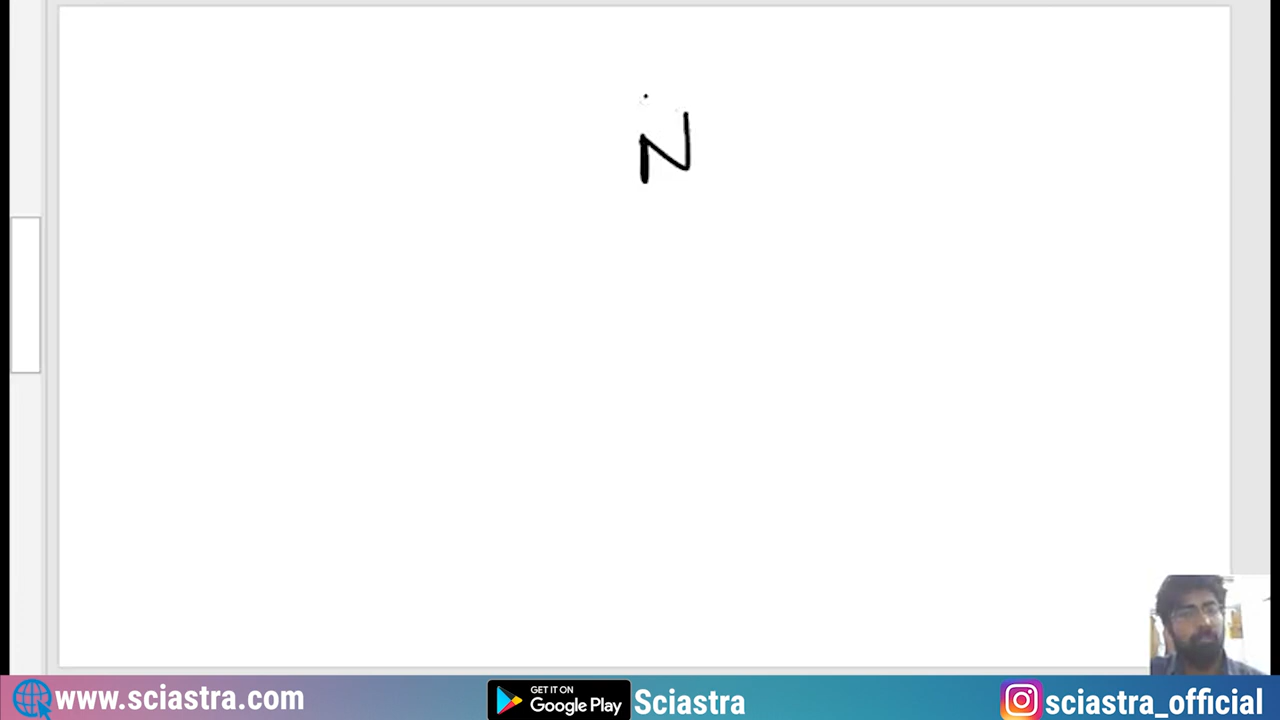 N
www.sciastra.com
GET IT ON
Google Play
Sciastra
sciastra_official